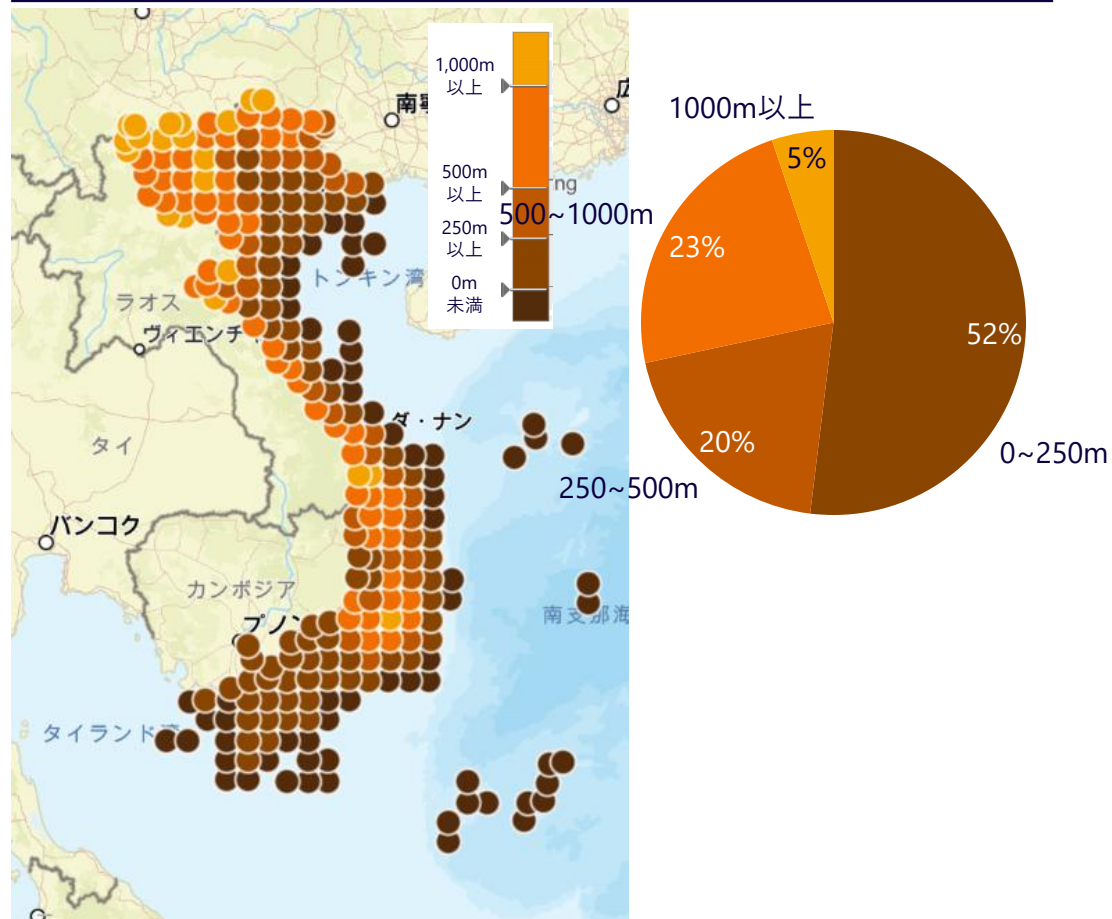 南
広
1,000m
以上
500m
以上
250m
以上
0m
未満
ng
トンキン湾
ラオス
ヴィエンチ
タイ
ダ・ナン
バンコク
カンボジア
プノン
南支那海
タイランド湾
1000m以上
5%
500~1000m
23%
52%
20%
0~250m
250~500m